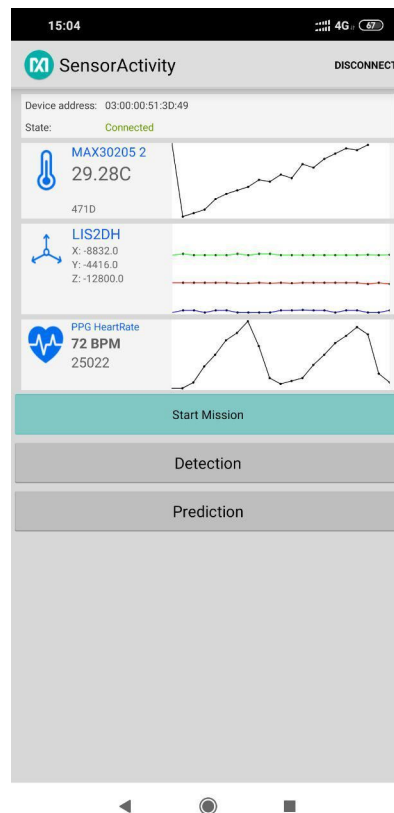 15:04 4G 67
SensorActivity DISCONNECT
Device address: 03:00:00:51:3D:49
State: Connected
MAX30205 2
29.28C
471D
LIS2DH
X: -8832.0
Y: -4416.0
Z: -12800.0
PPG HeartRate
72 BPM
25022
Start Mission
Detection
Prediction